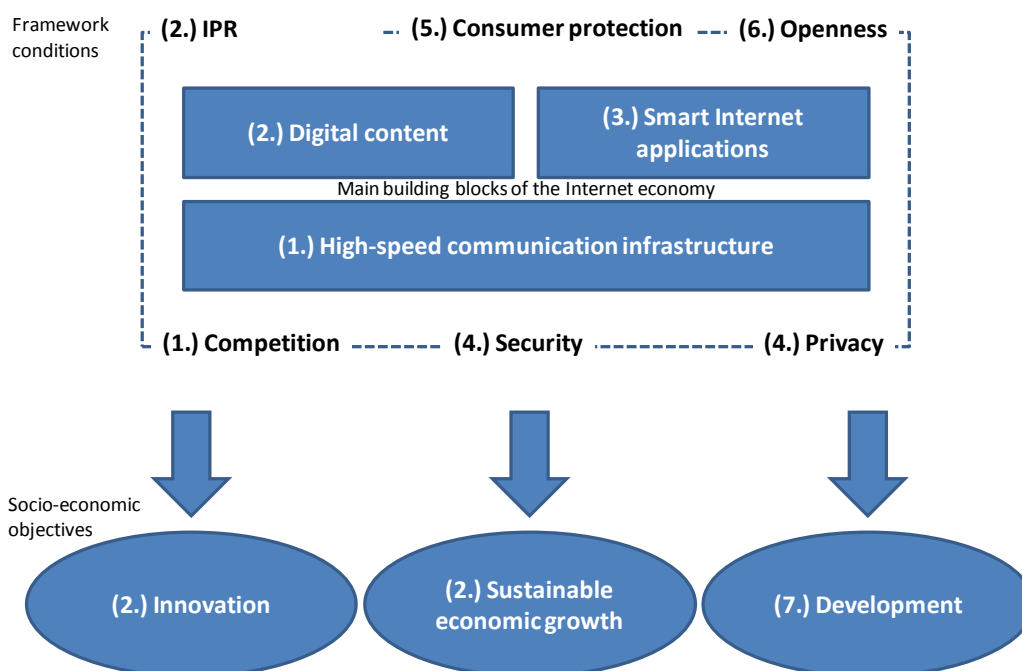 Framework
conditions
(2.) IPR
(5.) Consumer protection
(6.) Openness
(2.) Digital content
(3.) Smart Internet
applications
Main building blocks of the Internet economy
(1.) High-speed communication infrastructure
(1.) Competition
(4.) Security
(4.) Privacy
Socio-economic
objectives
(2.) Innovation
(2.) Sustainable
economic growth
(7.) Development